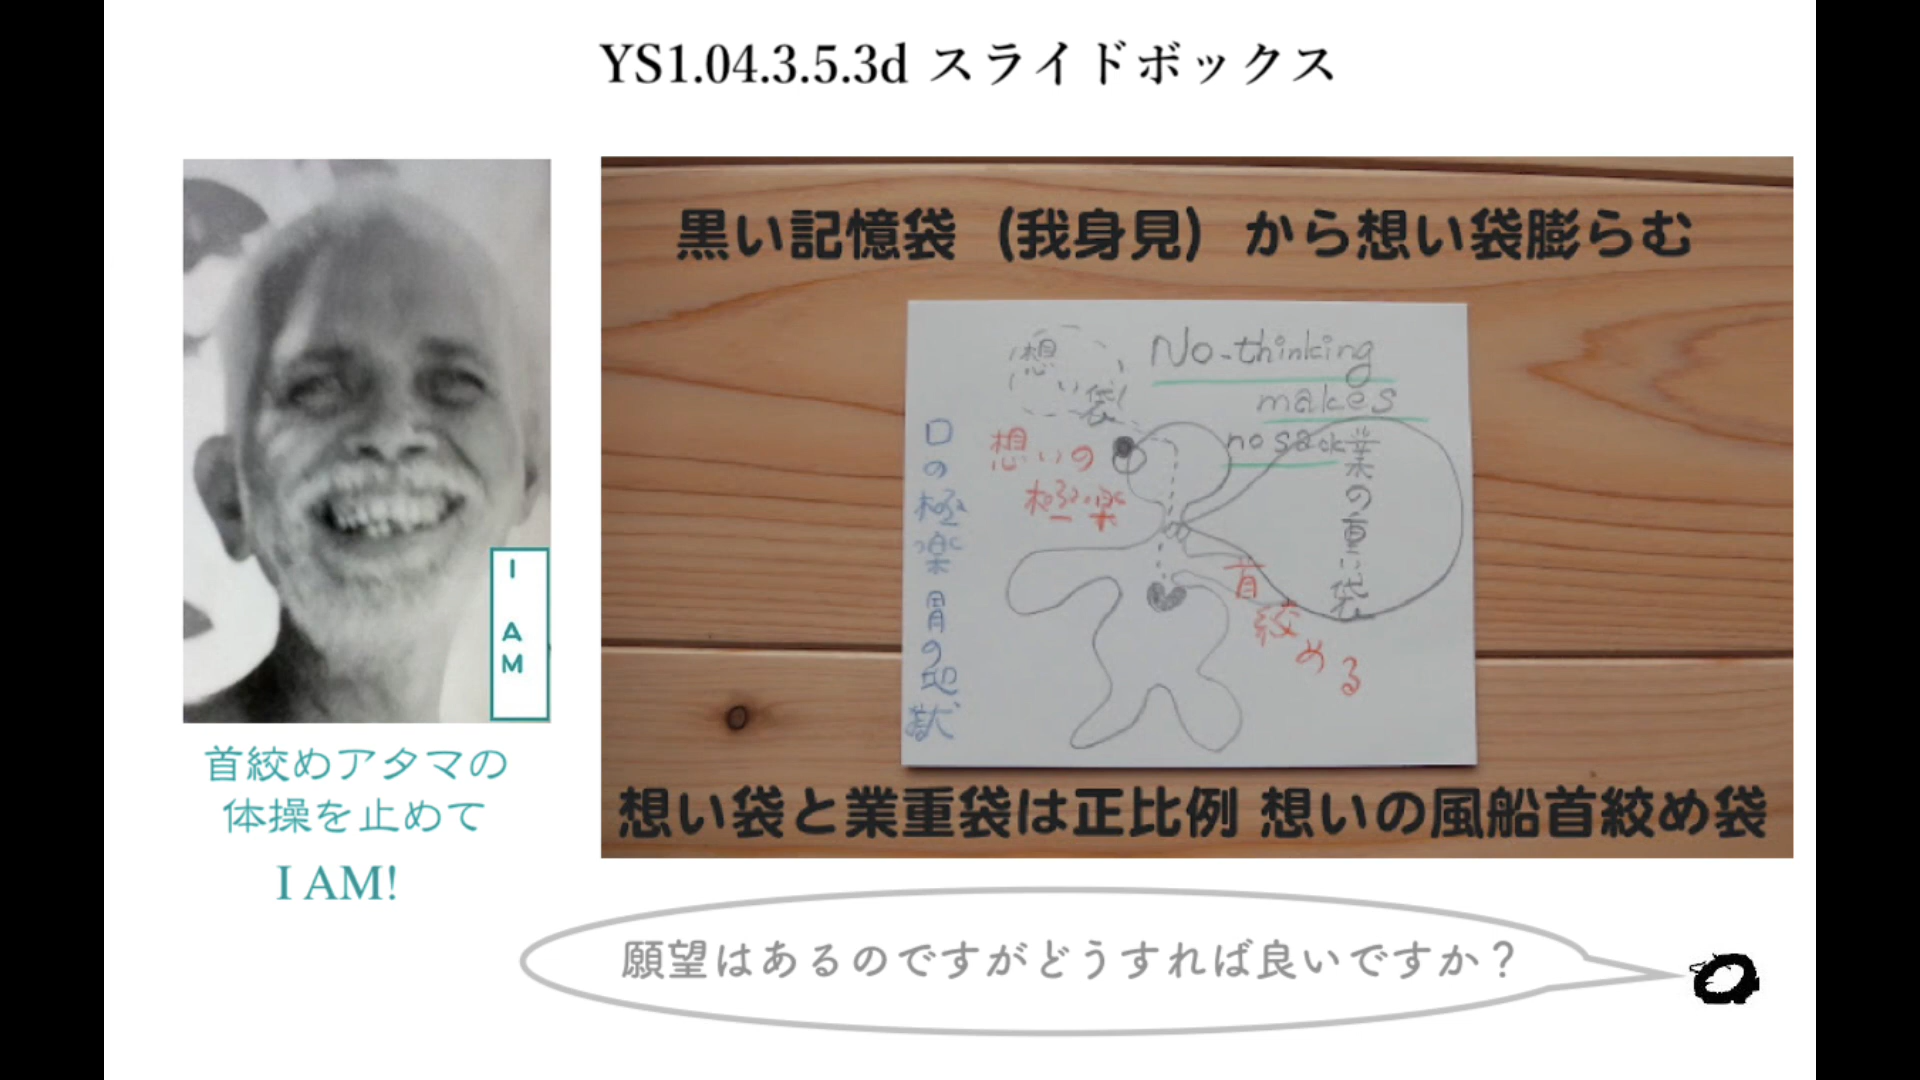 YS1.04.3.5.3d スライドボックス
I
AM
首絞めアタマの
体操を止めて
I AM!
黒い記憶袋（我身見）から想い袋膨らむ
想い袋
No-thinking
makes
no sack
口の極楽胃の地獄
想いの
極楽
業の重い袋
首絞める
想い袋と業重袋は正比例 想いの風船首絞め袋
願望はあるのですがどうすれば良いですか？